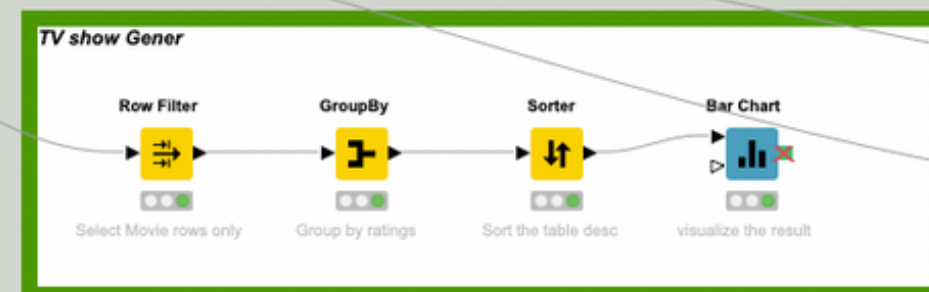 TV show Gener
Row Filter
GroupBy
Sorter
Bar Chart
Select Movie rows only
Group by ratings
Sort the table desc
visualize the result